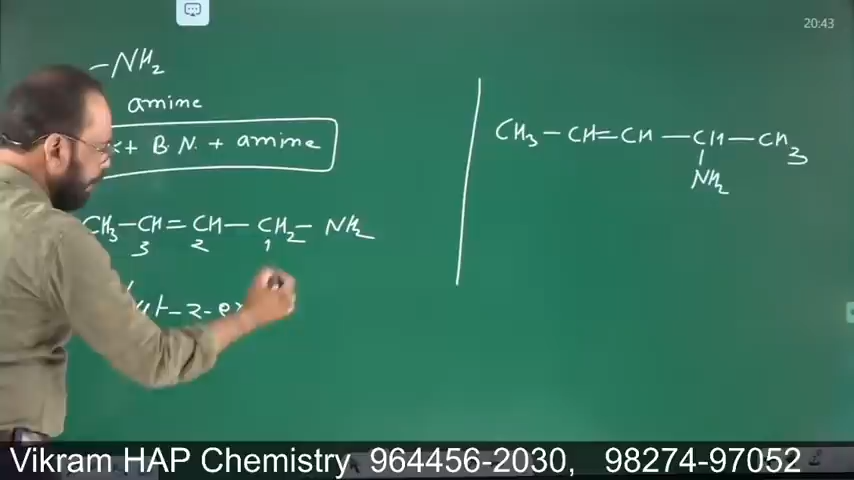 20:43
-NH2
amine
+ B.N. + amine
CH3-CH=CH-CH2-NH2
3 2 1
-2-
CH3-CH=CH-CH-CH3
NH2
Vikram HAP Chemistry 964456-2030, 98274-97052